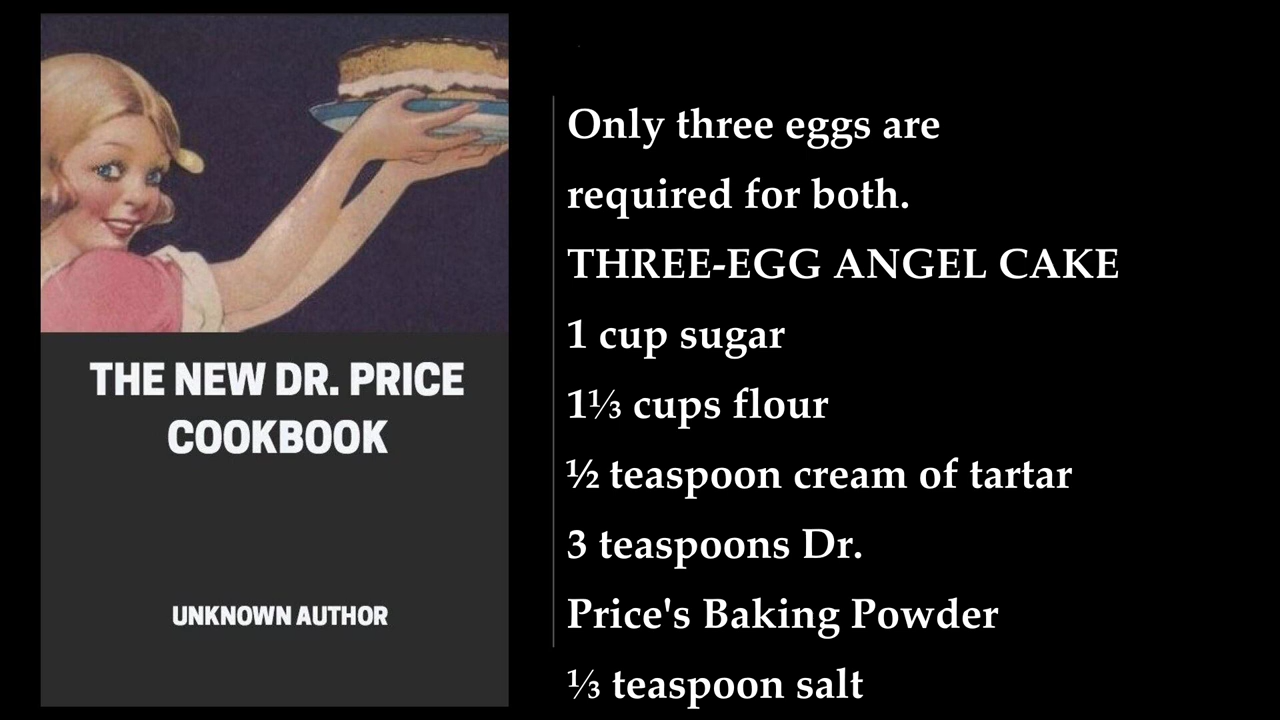 THE NEW DR. PRICE
COOKBOOK
UNKNOWN AUTHOR
Only three eggs are
required for both.
THREE-EGG ANGEL CAKE
1 cup sugar
1⅓ cups flour
½ teaspoon cream of tartar
3 teaspoons Dr.
Price's Baking Powder
⅓ teaspoon salt